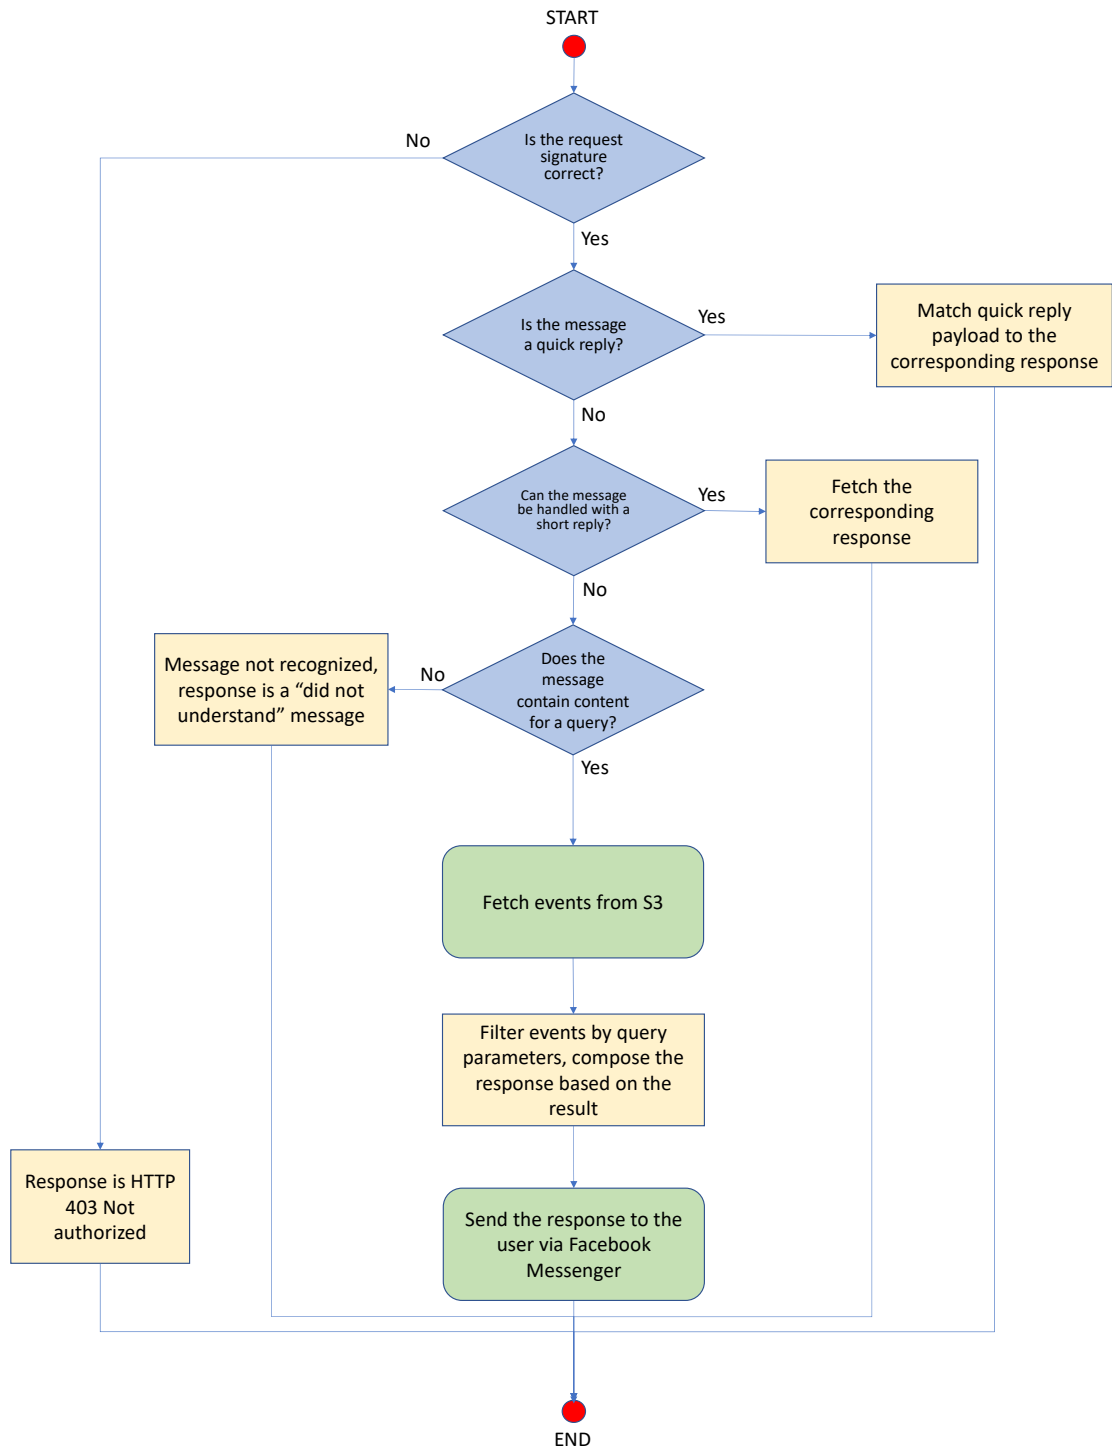 START
Is the request
signature
correct?
No
Yes
Is the message
a quick reply?
Yes
Match quick reply
payload to the
corresponding response
No
Can the message
be handled with a
short reply?
Yes
Fetch the
corresponding
response
No
Does the
message
contain content
for a query?
No
Message not recognized,
response is a “did not
understand” message
Yes
Fetch events from S3
Filter events by query
parameters, compose the
response based on the
result
Response is HTTP
403 Not
authorized
Send the response to the
user via Facebook
Messenger
END